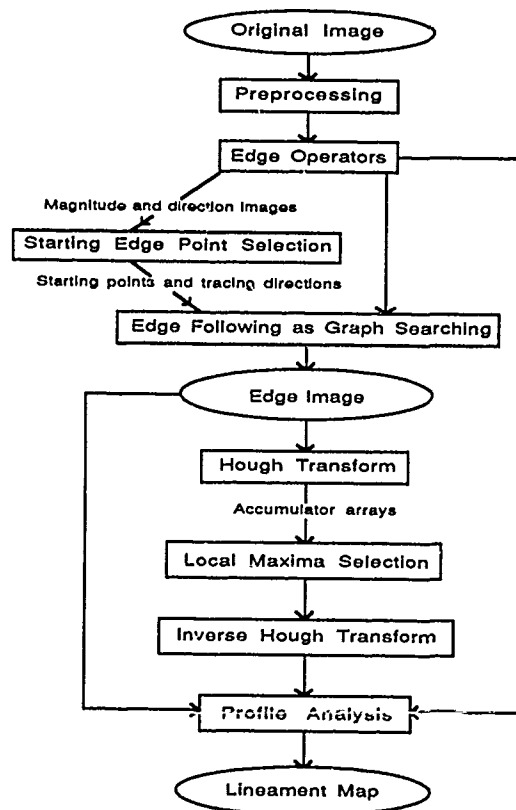 Original Image
Preprocessing
Edge Operators
Magnitude and direction images
Starting Edge Point Selection
Starting points and tracing directions
Edge Following as Graph Searching
Edge Image
Hough Transform
Accumulator arrays
Local Maxima Selection
Inverse Hough Transform
Profile Analysis
Lineament Map